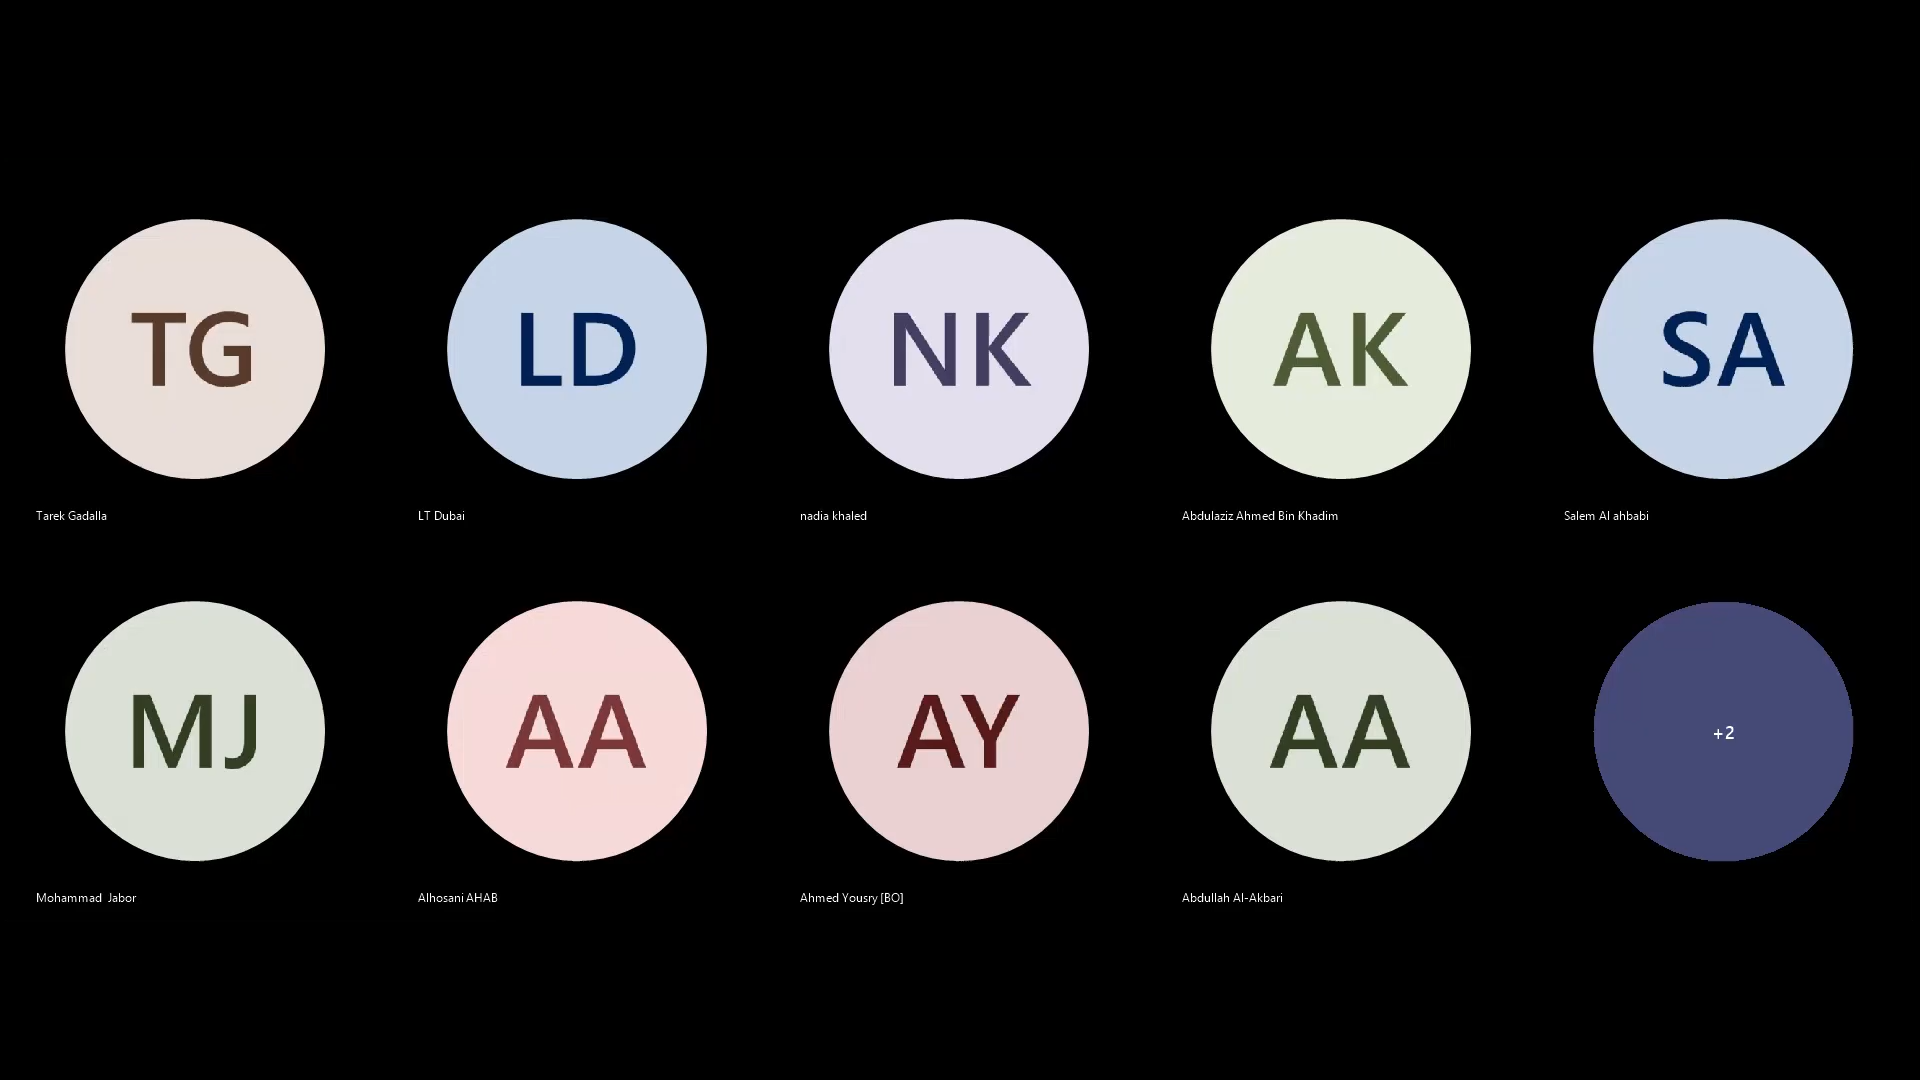 TG
LD
NK
AK
SA
Tarek Gadalla
LT Dubai
nadia khaled
Abdulaziz Ahmed Bin Khadim
Salem Al ahbabi
MJ
AA
AY
AA
+2
Mohammad  Jabor
Alhosani AHAB
Ahmed Yousry [BO]
Abdullah Al-Akbari